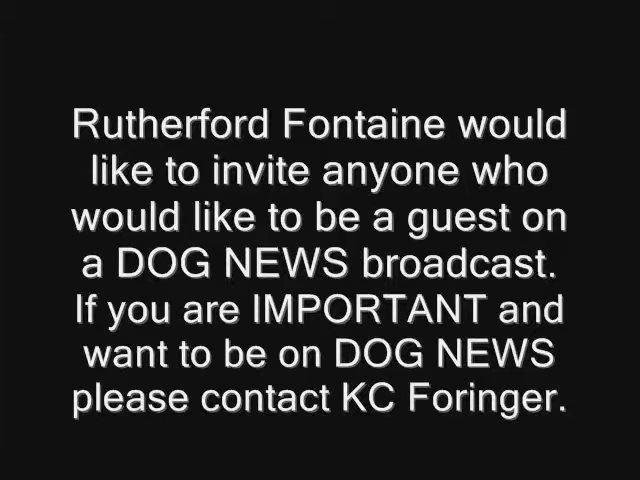 Rutherford Fontaine would
like to invite anyone who
would like to be a guest on
a DOG NEWS broadcast.
If you are IMPORTANT and
want to be on DOG NEWS
please contact KC Foringer.